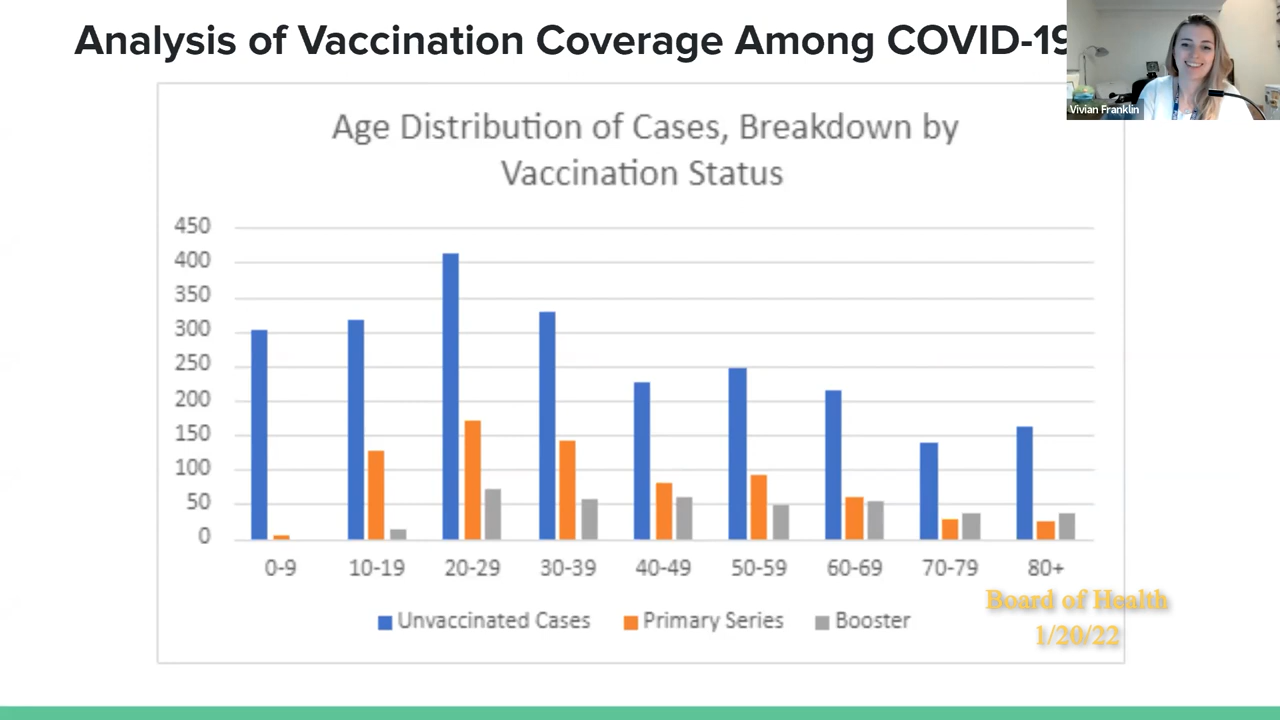 Analysis of Vaccination Coverage Among COVID-19
Vivian Franklin
Age Distribution of Cases, Breakdown by
Vaccination Status
450
400
350
300
250
200
150
100
50
0
0-9 10-19 20-29 30-39 40-49 50-59 60-69 70-79 80+
Unvaccinated Cases Primary Series Booster
Board of Health
1/20/22